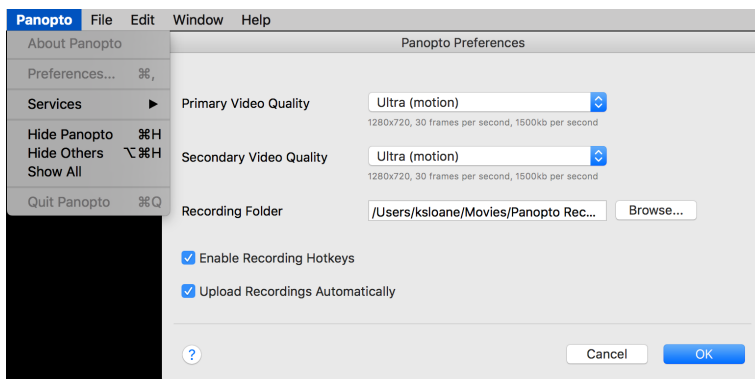 Panopto File Edit Window Help
About Panopto
Preferences... ⌘,
Services ▶
Hide Panopto ⌘H
Hide Others ⌥⌘H
Show All
Quit Panopto ⌘Q
Panopto Preferences
Primary Video Quality Ultra (motion)
1280x720, 30 frames per second, 1500kb per second
Secondary Video Quality Ultra (motion)
1280x720, 30 frames per second, 1500kb per second
Recording Folder /Users/ksloane/Movies/Panopto Rec... Browse...
Enable Recording Hotkeys
Upload Recordings Automatically
? Cancel OK